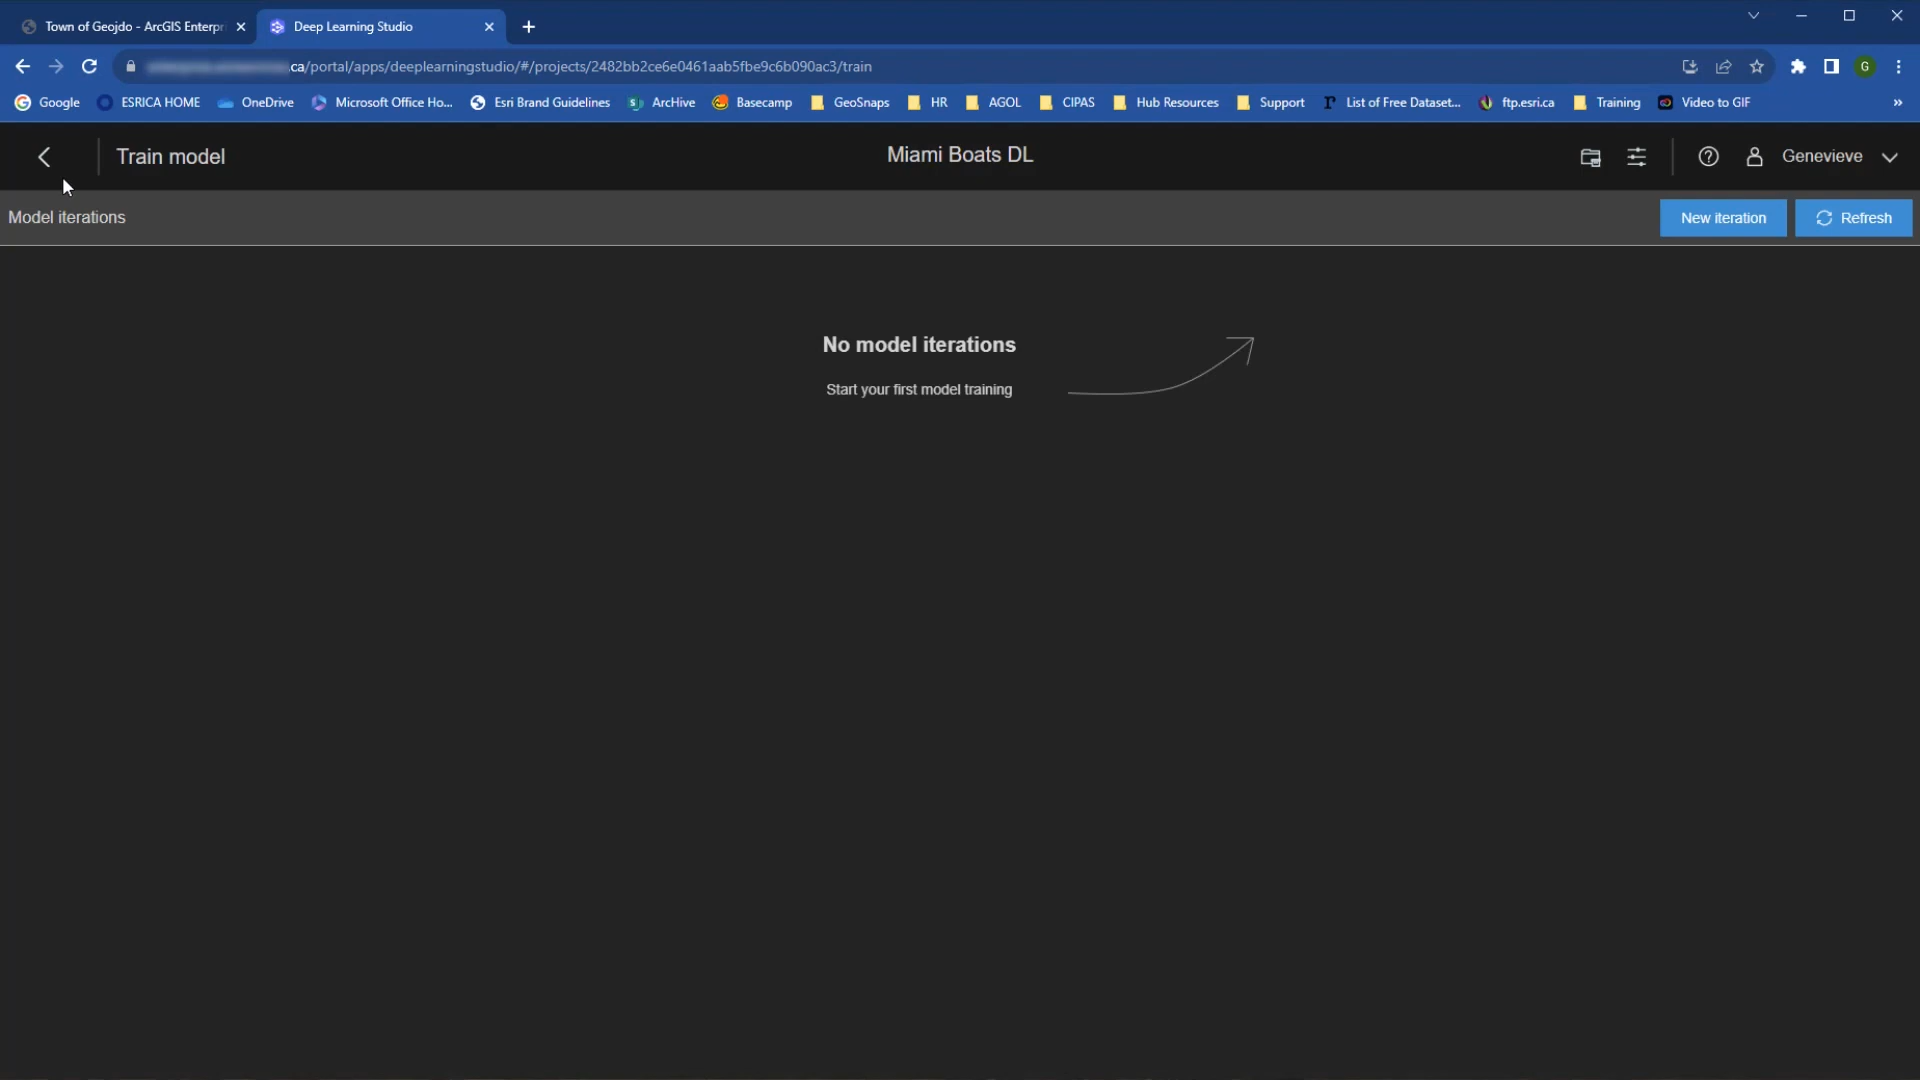 Town of Geojdo - ArcGIS Enterpr
Deep Learning Studio
ca/portal/apps/deeplearningstudio/#/projects/2482bb2ce6e0461aab5fbe9c6b090ac3/train
G
Google ESRICA HOME OneDrive Microsoft Office Ho... Esri Brand Guidelines ArcHive Basecamp GeoSnaps HR AGOL CIPAS Hub Resources Support List of Free Dataset... ftp.esri.ca Training Video to GIF »
Train model
Miami Boats DL
Genevieve
Model iterations
New iteration
Refresh
No model iterations
Start your first model training